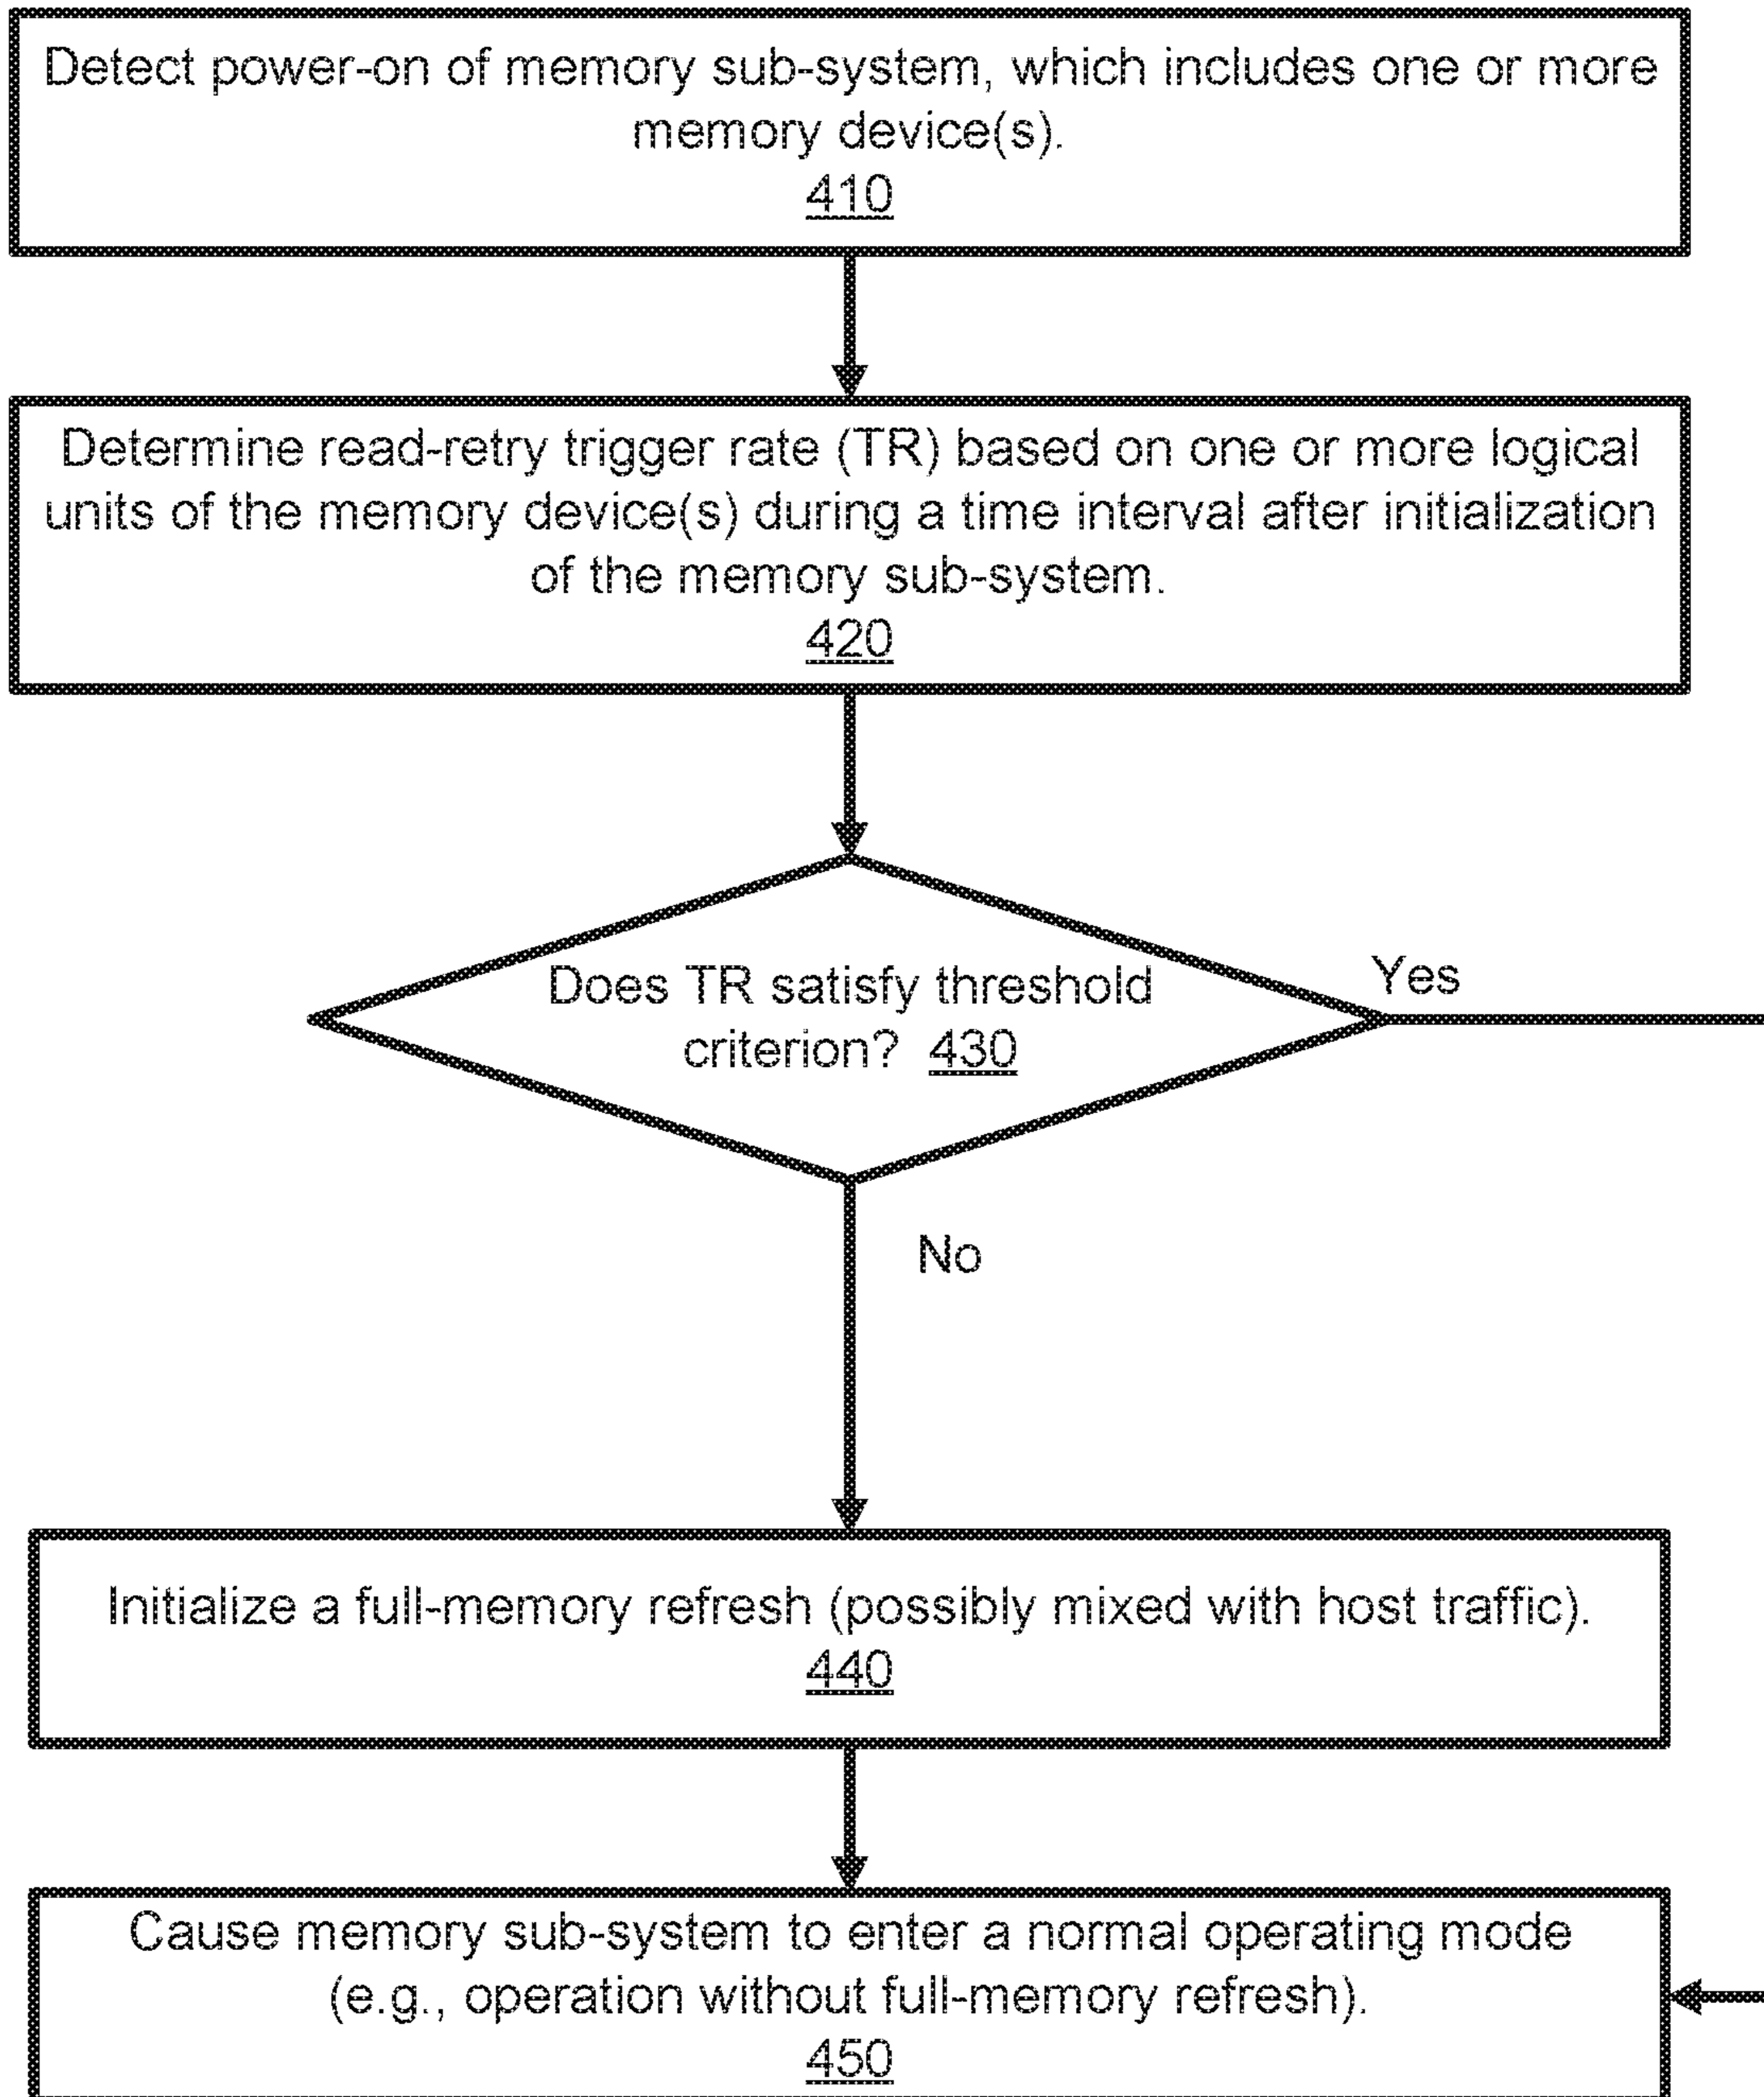 Detect power-on of memory sub-system, which includes one or more
memory device(s).
410
Determine read-retry trigger rate (TR) based on one or more logical
units of the memory device(s) during a time interval after initialization
of the memory sub-system.
420
Does TR satisfy threshold
criterion? 430
Yes
No
Initialize a full-memory refresh (possibly mixed with host traffic).
440
Cause memory sub-system to enter a normal operating mode
(e.g., operation without full-memory refresh).
450